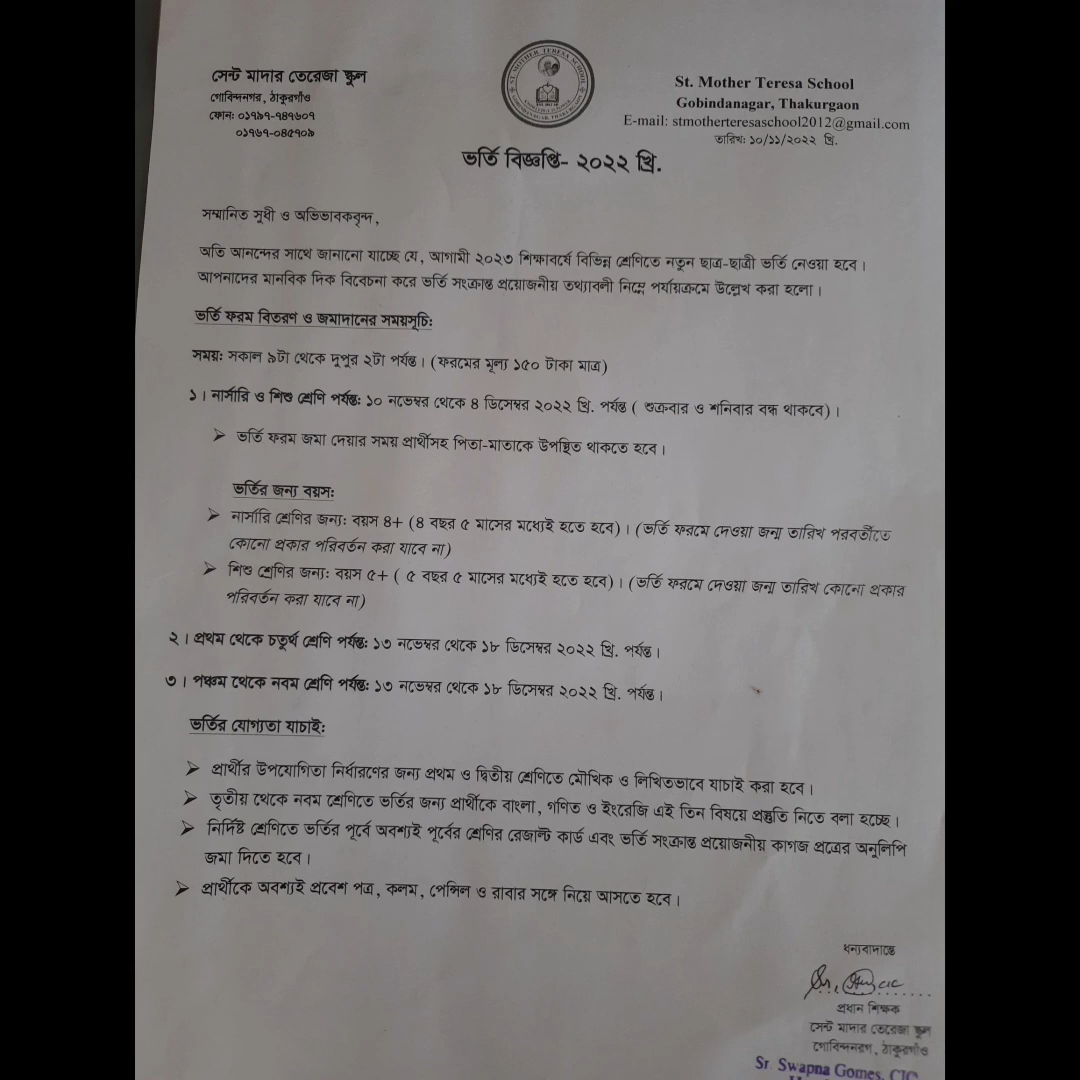 সেন্ট মাদার তেরেজা স্কুল
গোবিন্দনগর, ঠাকুরগাঁও
ফোন: ০১৭৯৭-৭৪৭৬০৭
০১৭৬৭-০৪৫৭০৯
ST. MOTHER TERESA SCHOOL
GOBINDANAGAR, THAKURGAON
St. Mother Teresa School
Gobindanagar, Thakurgaon
E-mail: stmotherteresaschool2012@gmail.com
তারিখ: ১০/১১/২০২২ খ্রি.
ভর্তি বিজ্ঞপ্তি- ২০২২ খ্রি.
সম্মানিত সুধী ও অভিভাবকবৃন্দ,
অতি আনন্দের সাথে জানানো যাচ্ছে যে, আগামী ২০২৩ শিক্ষাবর্ষে বিভিন্ন শ্রেণিতে নতুন ছাত্র-ছাত্রী ভর্তি নেওয়া হবে।
আপনাদের মানবিক দিক বিবেচনা করে ভর্তি সংক্রান্ত প্রয়োজনীয় তথ্যাবলী নিম্নে পর্যায়ক্রমে উল্লেখ করা হলো।
ভর্তি ফরম বিতরণ ও জমাদানের সময়সূচি:
সময়: সকাল ৯টা থেকে দুপুর ২টা পর্যন্ত। (ফরমের মূল্য ১৫০ টাকা মাত্র)
১। নার্সারি ও শিশু শ্রেণি পর্যন্ত: ১০ নভেম্বর থেকে ৪ ডিসেম্বর ২০২২ খ্রি. পর্যন্ত ( শুক্রবার ও শনিবার বন্ধ থাকবে)।
➢ ভর্তি ফরম জমা দেয়ার সময় প্রার্থীসহ পিতা-মাতাকে উপস্থিত থাকতে হবে।
ভর্তির জন্য বয়স:
➢ নার্সারি শ্রেণির জন্য: বয়স ৪+ (৪ বছর ৫ মাসের মধ্যেই হতে হবে)। (ভর্তি ফরমে দেওয়া জন্ম তারিখ পরবর্তীতে
কোনো প্রকার পরিবর্তন করা যাবে না)
➢ শিশু শ্রেণির জন্য: বয়স ৫+ ( ৫ বছর ৫ মাসের মধ্যেই হতে হবে)। (ভর্তি ফরমে দেওয়া জন্ম তারিখ কোনো প্রকার
পরিবর্তন করা যাবে না)
২। প্রথম থেকে চতুর্থ শ্রেণি পর্যন্ত: ১৩ নভেম্বর থেকে ১৮ ডিসেম্বর ২০২২ খ্রি. পর্যন্ত।
৩। পঞ্চম থেকে নবম শ্রেণি পর্যন্ত: ১৩ নভেম্বর থেকে ১৮ ডিসেম্বর ২০২২ খ্রি. পর্যন্ত।
ভর্তির যোগ্যতা যাচাই:
➢ প্রার্থীর উপযোগিতা নির্ধারণের জন্য প্রথম ও দ্বিতীয় শ্রেণিতে মৌখিক ও লিখিতভাবে যাচাই করা হবে।
➢ তৃতীয় থেকে নবম শ্রেণিতে ভর্তির জন্য প্রার্থীকে বাংলা, গণিত ও ইংরেজি এই তিন বিষয়ে প্রস্তুতি নিতে বলা হচ্ছে।
➢ নির্দিষ্ট শ্রেণিতে ভর্তির পূর্বে অবশ্যই পূর্বের শ্রেণির রেজাল্ট কার্ড এবং ভর্তি সংক্রান্ত প্রয়োজনীয় কাগজ প্রত্রের অনুলিপি
জমা দিতে হবে।
➢ প্রার্থীকে অবশ্যই প্রবেশ পত্র, কলম, পেন্সিল ও রাবার সঙ্গে নিয়ে আসতে হবে।
ধন্যবাদান্তে
প্রধান শিক্ষক
সেন্ট মাদার তেরেজা স্কুল
গোবিন্দনগর, ঠাকুরগাঁও
Sr. Swapna Gomes, CIC